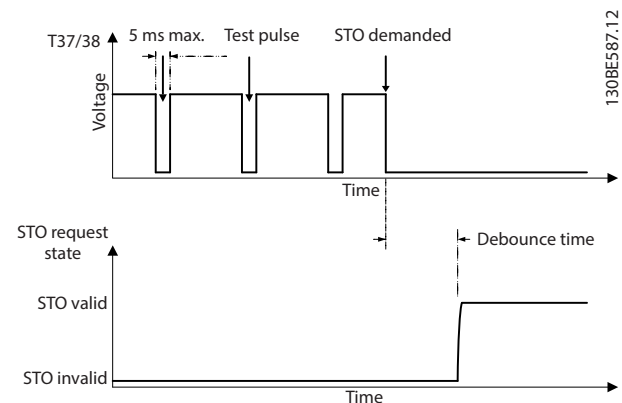 T37/38
5 ms max.
Test pulse
STO demanded
130BE587.12
Voltage
Time
STO request
state
Debounce time
STO valid
STO invalid
Time